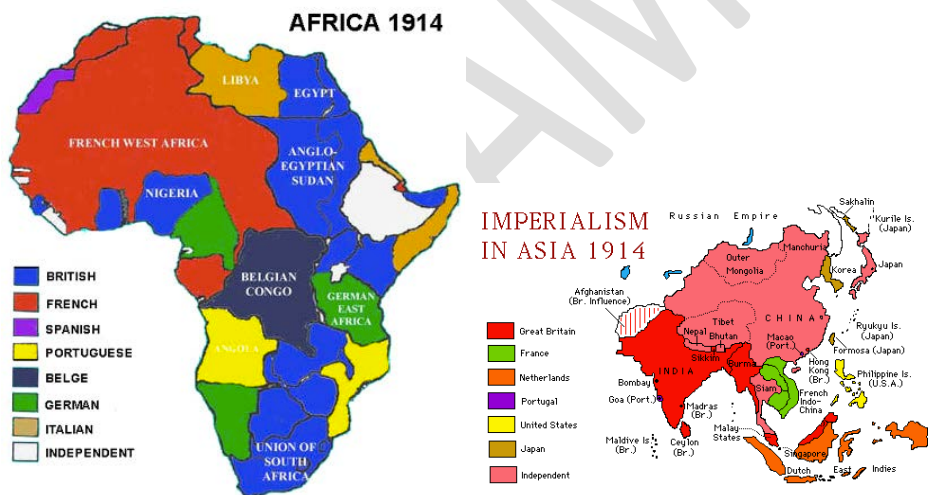 AFRICA 1914
LIBYA
EGYPT
FRENCH WEST AFRICA
ANGLO-
EGYPTIAN
SUDAN
NIGERIA
BELGIAN
CONGO
GERMAN
EAST
AFRICA
ANGOLA
UNION OF
SOUTH
AFRICA
BRITISH
FRENCH
SPANISH
PORTUGUESE
BELGE
GERMAN
ITALIAN
INDEPENDENT
IMPERIALISM
IN ASIA 1914
Russian Empire
Sakhalin
Kurile Is.
(Japan)
Manchuria
Outer
Mongolia
Korea
Japan
Afghanistan
(Br. Influence)
Tibet
CHINA
Nepal
Bhutan
Macao
(Port.)
Ryukyu Is.
(Japan)
Sikkim
Burma
Hong
Kong
(Br.)
Formosa (Japan)
INDIA
Siam
Philippine Is.
(U.S.A.)
Bombay
Goa (Port.)
Madras
(Br.)
French
Indo-
China
Maldive Is.
(Br.)
Ceylon
(Br.)
Malay
States
Singapore
Dutch East Indies
Great Britain
France
Netherlands
Portugal
United States
Japan
Independent